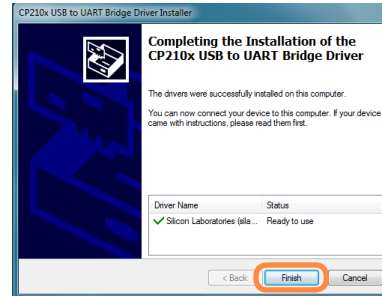 CP210x USB to UART Bridge Driver Installer
Completing the Installation of the
CP210x USB to UART Bridge Driver
The drivers were successfully installed on this computer.
You can now connect your device to this computer. If your device
came with instructions, please read them first.
Driver Name Status
Silicon Laboratories (sila... Ready to use
< Back Finish Cancel